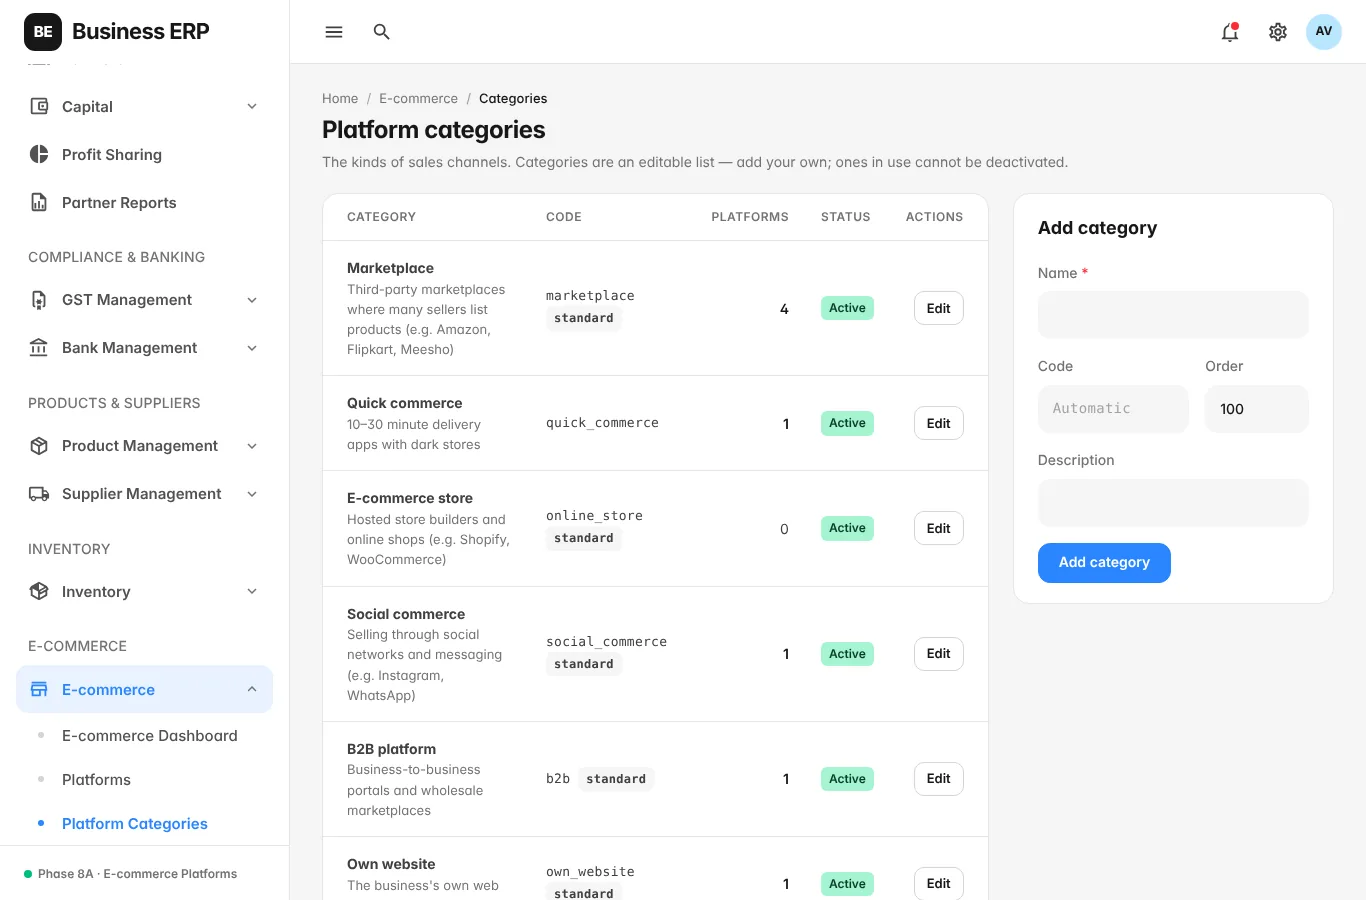 BE Business ERP
Capital
Profit Sharing
Partner Reports
COMPLIANCE & BANKING
GST Management
Bank Management
PRODUCTS & SUPPLIERS
Product Management
Supplier Management
INVENTORY
Inventory
E-COMMERCE
E-commerce
E-commerce Dashboard
Platforms
Platform Categories
Phase 8A · E-commerce Platforms
AV
Home / E-commerce / Categories
Platform categories
The kinds of sales channels. Categories are an editable list — add your own; ones in use cannot be deactivated.
CATEGORY CODE PLATFORMS STATUS ACTIONS
Marketplace
Third-party marketplaces
where many sellers list
products (e.g. Amazon,
Flipkart, Meesho)
marketplace
standard
4 Active Edit
Quick commerce
10–30 minute delivery
apps with dark stores
quick_commerce
1 Active Edit
E-commerce store
Hosted store builders and
online shops (e.g. Shopify,
WooCommerce)
online_store
standard
0 Active Edit
Social commerce
Selling through social
networks and messaging
(e.g. Instagram,
WhatsApp)
social_commerce
standard
1 Active Edit
B2B platform
Business-to-business
portals and wholesale
marketplaces
b2b standard
1 Active Edit
Own website
The business's own web
own_website
standard
1 Active Edit
Add category
Name *
Code Order
Automatic 100
Description
Add category